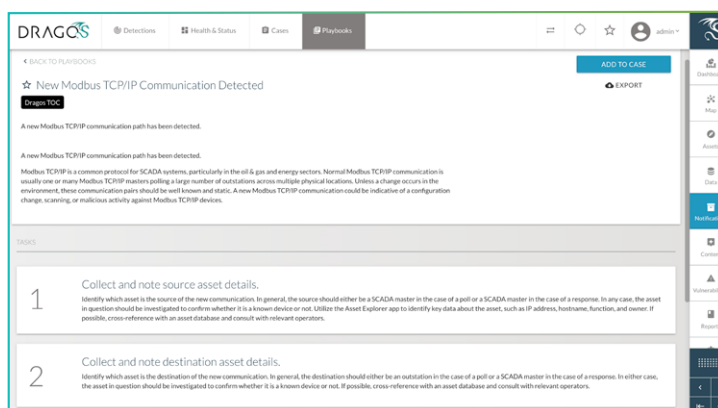 DRAGOS
Detections
Health & Status
Cases
Playbooks
admin
< BACK TO PLAYBOOKS
ADD TO CASE
New Modbus TCP/IP Communication Detected
EXPORT
Dragos TOC
A new Modbus TCP/IP communication path has been detected.
A new Modbus TCP/IP communication path has been detected.
Modbus TCP/IP is a common protocol for SCADA systems, particularly in the oil & gas and energy sectors. Normal Modbus TCP/IP communication is
usually one or many Modbus TCP/IP masters polling a large number of outstations across multiple physical locations. Unless a change occurs in the
environment, these communication pairs should be well known and static. A new Modbus TCP/IP communication could be indicative of a configuration
change, scanning, or malicious activity against Modbus TCP/IP devices.
TASKS
1
Collect and note source asset details.
Identify which asset is the source of the new communication. In general, the source should either be a SCADA master in the case of a poll or a SCADA master in the case of a response. In any case, the asset
in question should be investigated to confirm whether it is a known device or not. Utilize the Asset Explorer app to identify key data about the asset, such as IP address, hostname, function, and owner. If
possible, cross-reference with an asset database and consult with relevant operators.
2
Collect and note destination asset details.
Identify which asset is the destination of the new communication. In general, the destination should either be an outstation in the case of a poll or a SCADA master in the case of a response. In either case,
the asset in question should be investigated to confirm whether it is a known device or not. If possible, cross-reference with an asset database and consult with relevant operators.
Dashboa
Map
Assets
Data
Notificati
Conten
Vulnerabili
Report